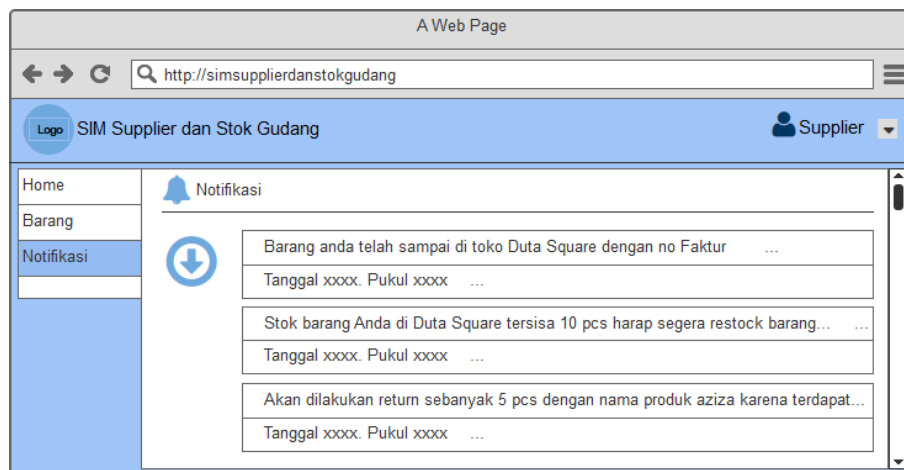 A Web Page
http://simsupplierdanstokgudang
Logo SIM Supplier dan Stok Gudang
Supplier
Home
Barang
Notifikasi
Notifikasi
Barang anda telah sampai di toko Duta Square dengan no Faktur ...
Tanggal xxxx. Pukul xxxx ...
Stok barang Anda di Duta Square tersisa 10 pcs harap segera restock barang... ...
Tanggal xxxx. Pukul xxxx ...
Akan dilakukan return sebanyak 5 pcs dengan nama produk aziza karena terdapat...
Tanggal xxxx. Pukul xxxx ...